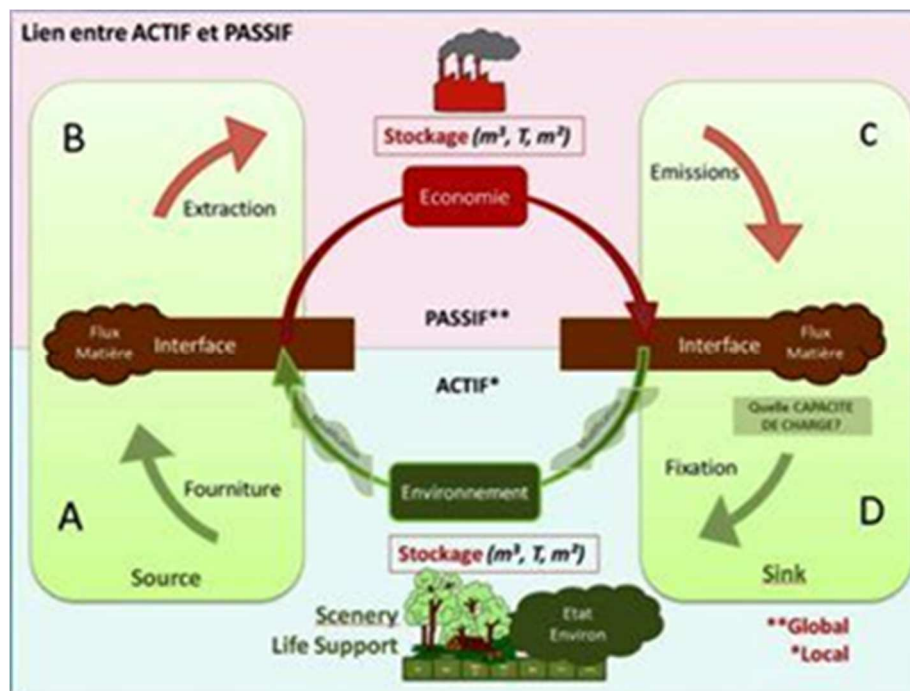 Lien entre ACTIF et PASSIF
B
C
Stockage (m³, T, m²)
Emissions
Extraction
Economie
PASSIF**
Flux
Matière
Interface
Interface
Flux
Matière
ACTIF*
Quelle CAPACITE
DE CHARGE?
Fourniture
Fixation
Environnement
A
D
Stockage (m³, T, m²)
Source
Sink
Scenery
Life Support
Etat
Environ
**Global
*Local